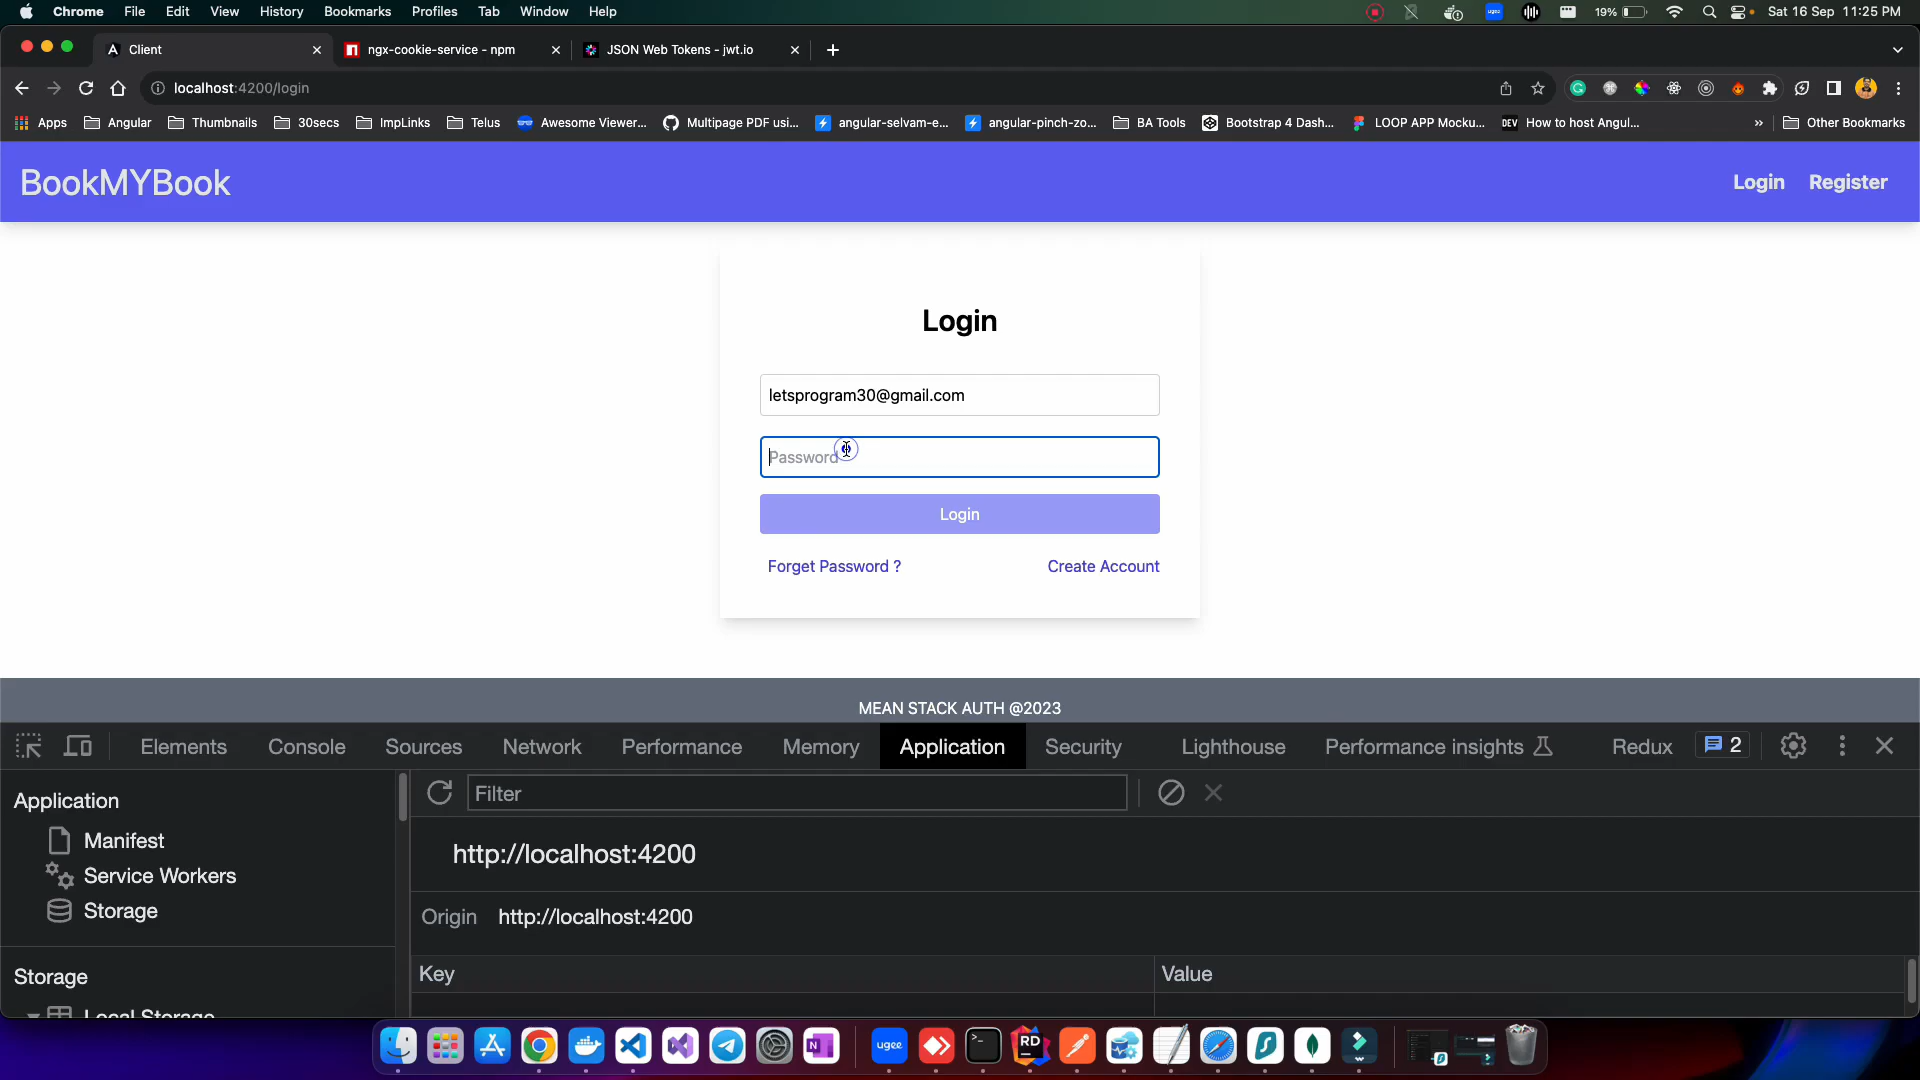 Chrome File Edit View History Bookmarks Profiles Tab Window Help 19% Sat 16 Sep 11:25 PM
Client ngx-cookie-service - npm JSON Web Tokens - jwt.io
localhost:4200/login
Apps Angular Thumbnails 30secs ImpLinks Telus Awesome Viewer... Multipage PDF usi... angular-selvam-e... angular-pinch-zo... BA Tools Bootstrap 4 Dash... LOOP APP Mocku... DEV How to host Angul... » Other Bookmarks
BookMYBook Login Register
Login
letsprogram30@gmail.com
Password
Login
Forget Password ? Create Account
MEAN STACK AUTH @2023
Elements Console Sources Network Performance Memory Application Security Lighthouse Performance insights Redux 2
Application Filter
Manifest
http://localhost:4200
Service Workers
Storage
Origin http://localhost:4200
Storage Key Value
Local Storage
ugee RD